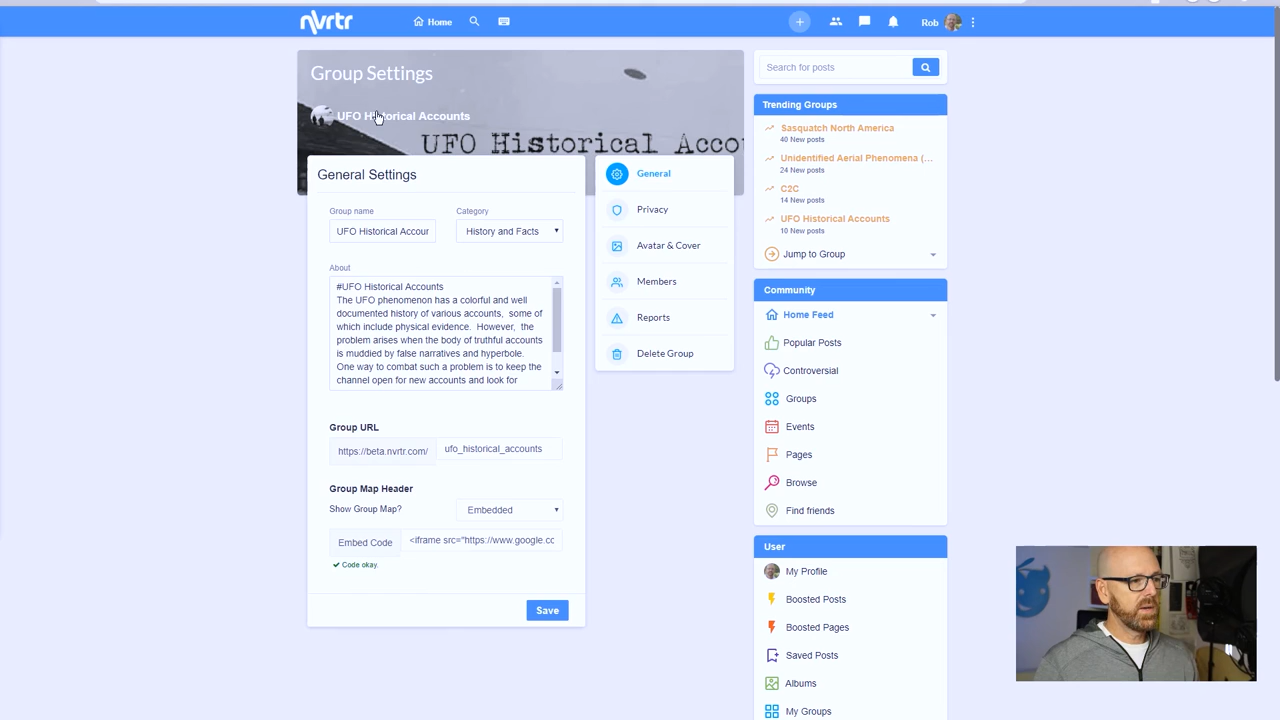 nvrtr
Home
Rob
Group Settings
UFO Historical Accounts
UFO Historical Acco
General Settings
Group name
Category
UFO Historical Accour
History and Facts
About
#UFO Historical Accounts
The UFO phenomenon has a colorful and well
documented history of various accounts, some of
which include physical evidence. However, the
problem arises when the body of truthful accounts
is muddied by false narratives and hyperbole.
One way to combat such a problem is to keep the
channel open for new accounts and look for
Group URL
https://beta.nvrtr.com/
ufo_historical_accounts
Group Map Header
Show Group Map?
Embedded
Embed Code
<iframe src="https://www.google.cc
Code okay.
Save
General
Privacy
Avatar & Cover
Members
Reports
Delete Group
Search for posts
Trending Groups
Sasquatch North America
40 New posts
Unidentified Aerial Phenomena (...
24 New posts
C2C
14 New posts
UFO Historical Accounts
10 New posts
Jump to Group
Community
Home Feed
Popular Posts
Controversial
Groups
Events
Pages
Browse
Find friends
User
My Profile
Boosted Posts
Boosted Pages
Saved Posts
Albums
My Groups